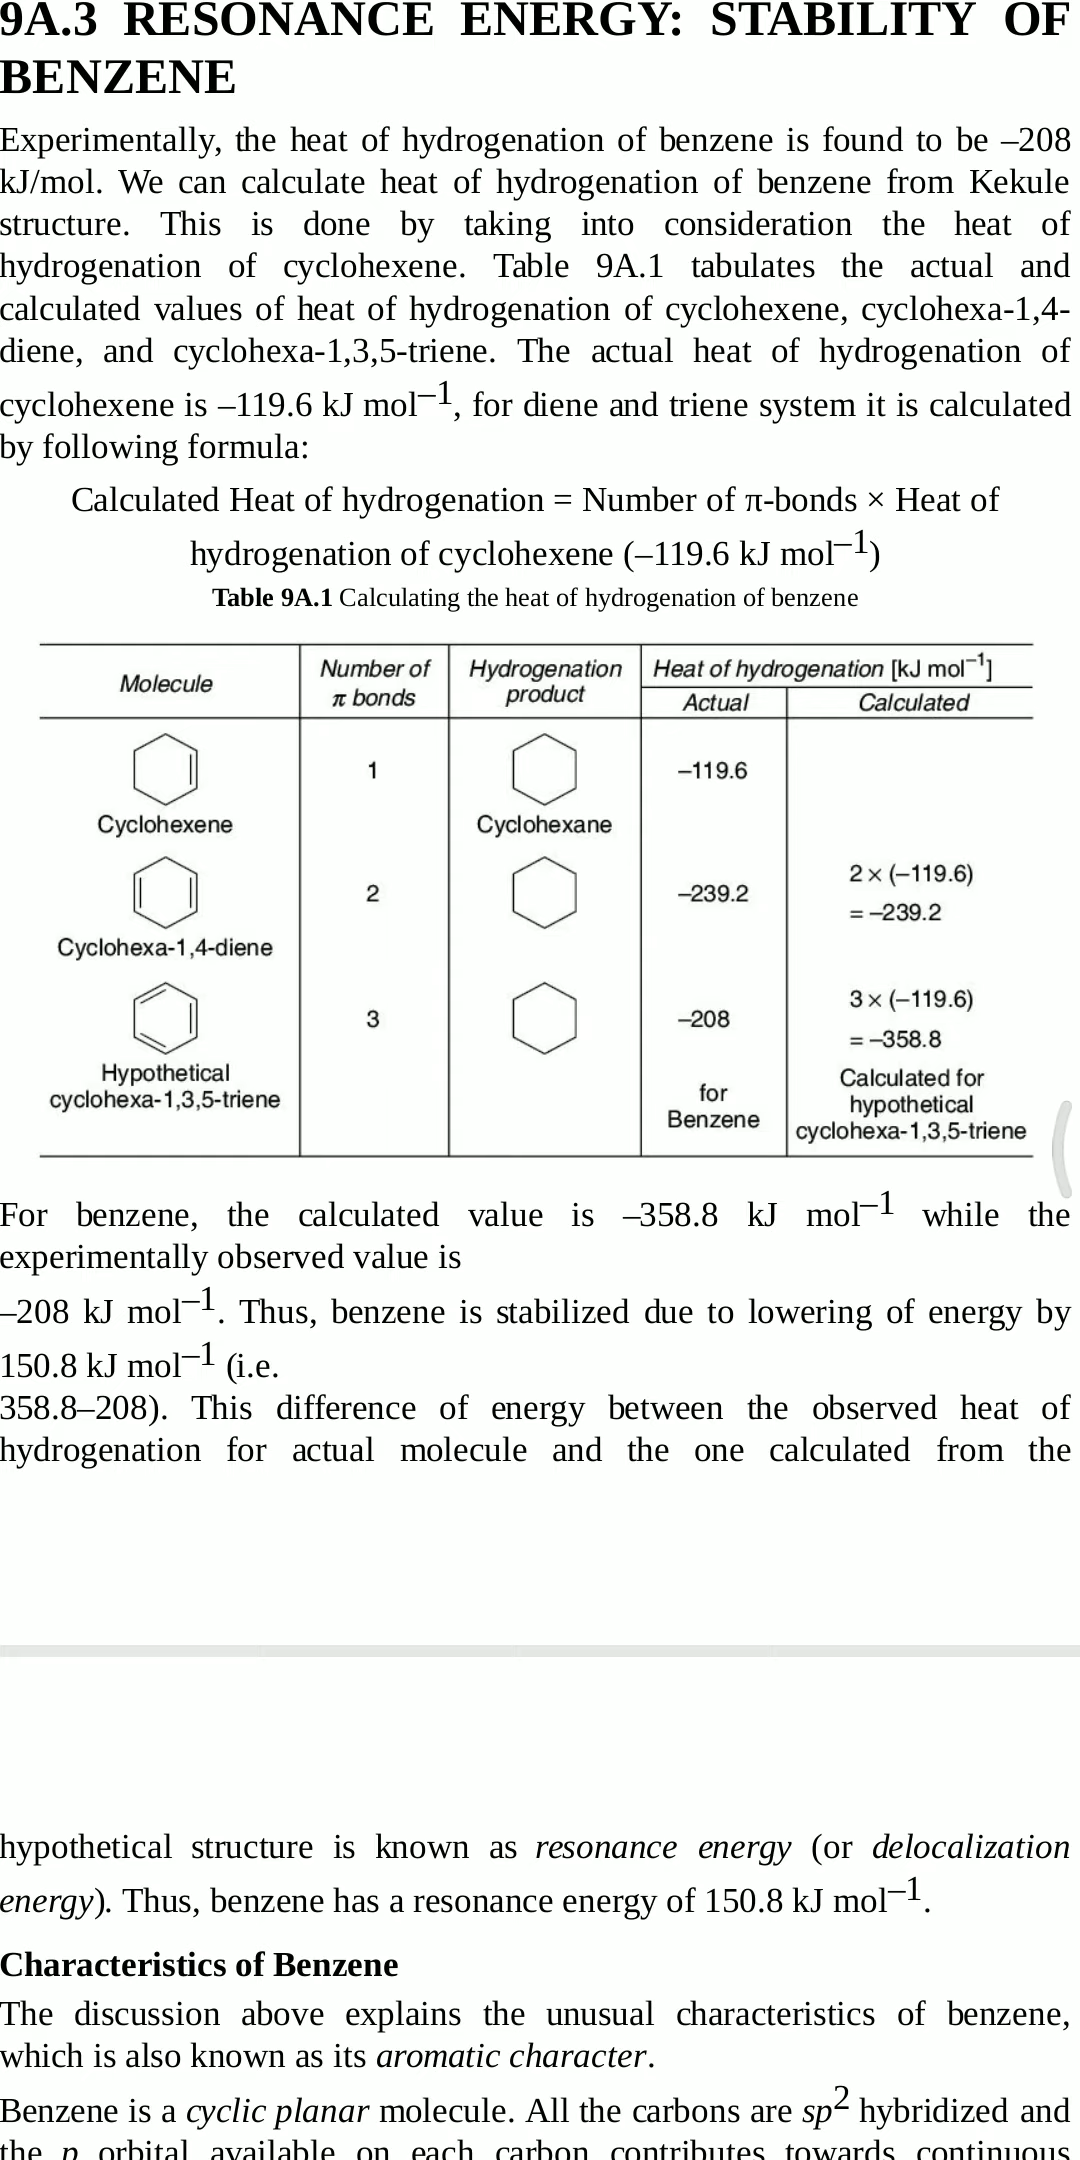 9A.3 RESONANCE ENERGY: STABILITY OF
BENZENE
Experimentally, the heat of hydrogenation of benzene is found to be –208
kJ/mol. We can calculate heat of hydrogenation of benzene from Kekule
structure. This is done by taking into consideration the heat of
hydrogenation of cyclohexene. Table 9A.1 tabulates the actual and
calculated values of heat of hydrogenation of cyclohexene, cyclohexa-1,4-
diene, and cyclohexa-1,3,5-triene. The actual heat of hydrogenation of
cyclohexene is –119.6 kJ mol⁻¹, for diene and triene system it is calculated
by following formula:
Calculated Heat of hydrogenation = Number of π-bonds × Heat of
hydrogenation of cyclohexene (–119.6 kJ mol⁻¹)
Table 9A.1 Calculating the heat of hydrogenation of benzene
Molecule
Number of
π bonds
Hydrogenation
product
Heat of hydrogenation [kJ mol⁻¹]
Actual
Calculated
1
–119.6
Cyclohexene
Cyclohexane
2
–239.2
2 × (–119.6)
= –239.2
Cyclohexa-1,4-diene
3
–208
3 × (–119.6)
= –358.8
Hypothetical
cyclohexa-1,3,5-triene
for
Benzene
Calculated for
hypothetical
cyclohexa-1,3,5-triene
For benzene, the calculated value is –358.8 kJ mol⁻¹ while the
experimentally observed value is
–208 kJ mol⁻¹. Thus, benzene is stabilized due to lowering of energy by
150.8 kJ mol⁻¹ (i.e.
358.8–208). This difference of energy between the observed heat of
hydrogenation for actual molecule and the one calculated from the
hypothetical structure is known as resonance energy (or delocalization
energy). Thus, benzene has a resonance energy of 150.8 kJ mol⁻¹.
Characteristics of Benzene
The discussion above explains the unusual characteristics of benzene,
which is also known as its aromatic character.
Benzene is a cyclic planar molecule. All the carbons are sp² hybridized and
the p orbital available on each carbon contributes towards continuous